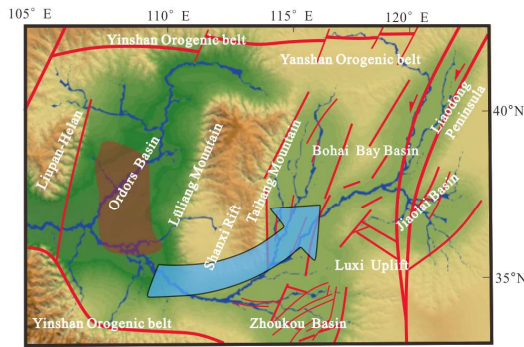 105° E
110° E
115° E
120° E
Yinshan Orogenic belt
Yanshan Orogenic belt
40°N
Liaodong
Peninsula
Liupan-Helan
Ordors Basin
Lüliang Mountain
Shanxi Rift
Taihang Mountain
Bohai Bay Basin
Jiaolai Basin
Luxi Uplift
35°N
Yinshan Orogenic belt
Zhoukou Basin